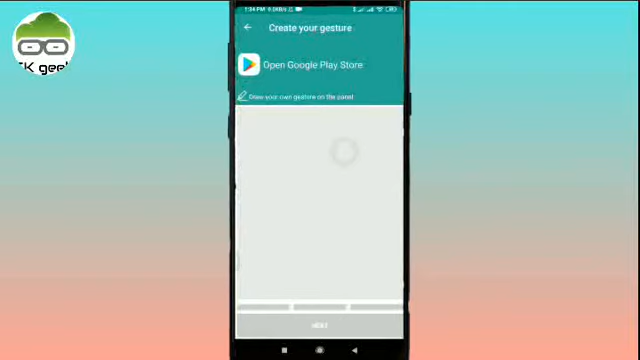 Create your gesture
Open Google Play Store
Draw your own gesture on the panel
NEXT